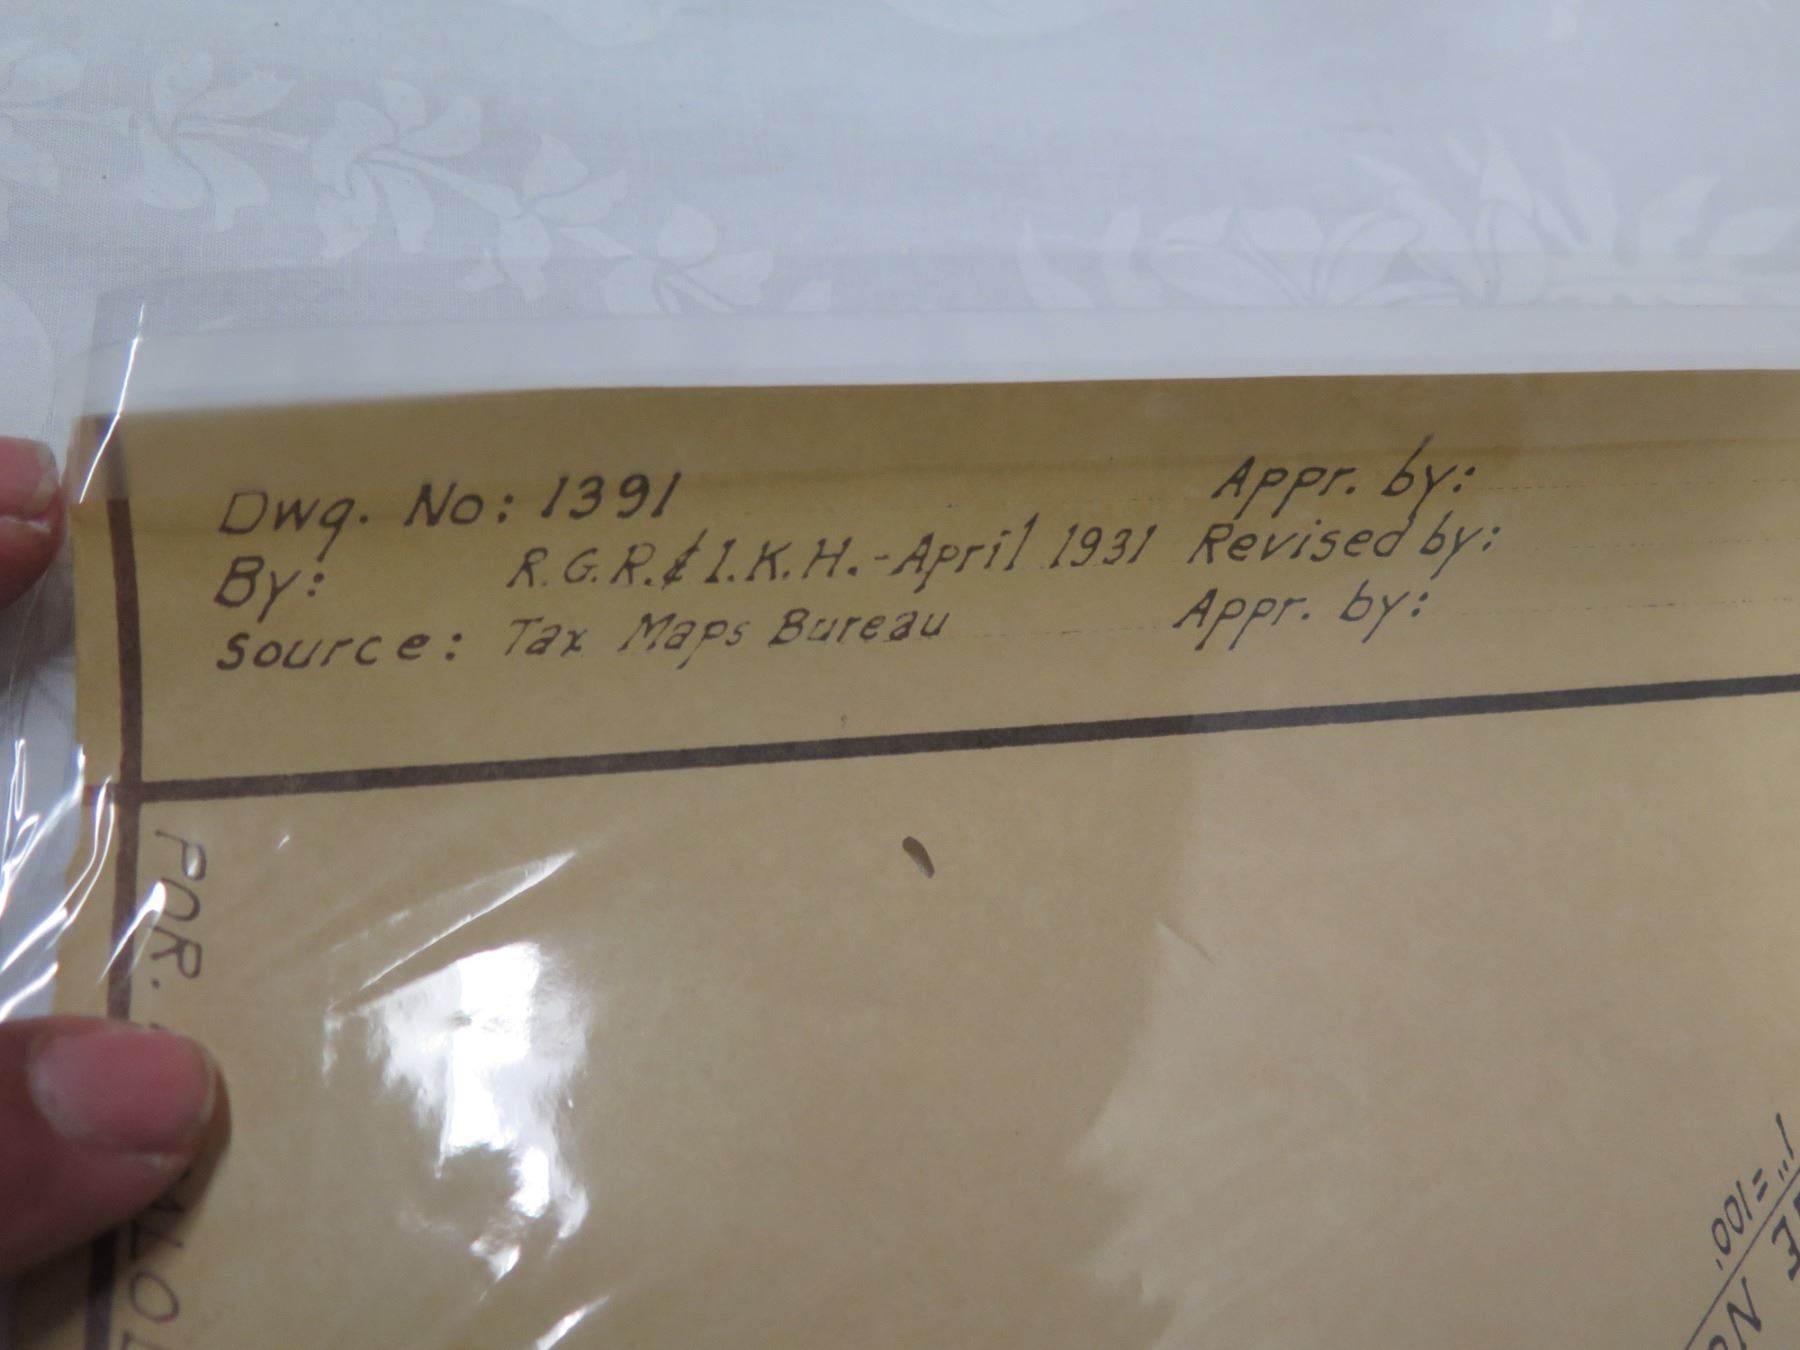 Dwg. No: 1391
By: R.G.R. & I.K.H. - April 1931
Source: Tax Maps Bureau
Appr. by:
Revised by:
Appr. by:
POR.
1"=100'